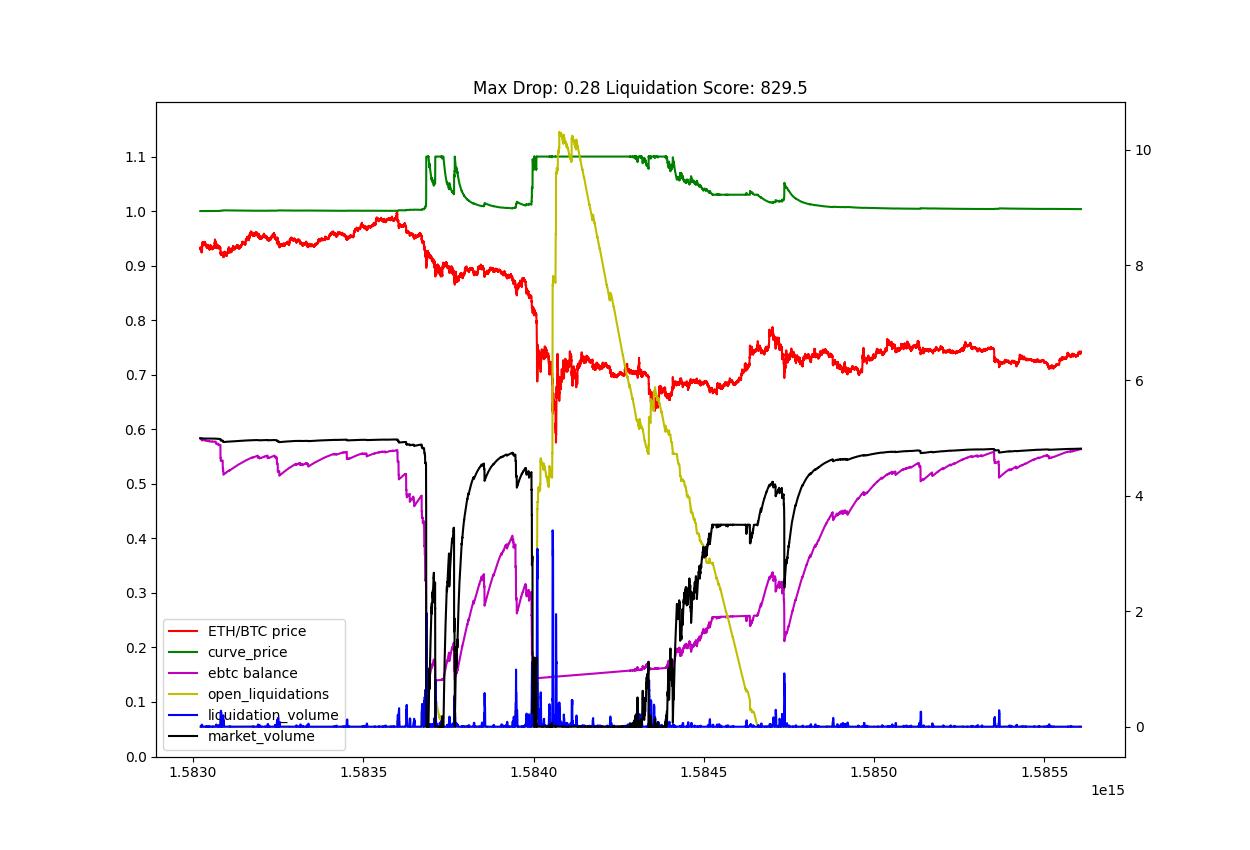 Max Drop: 0.28 Liquidation Score: 829.5
1.1
1.0
0.9
0.8
0.7
0.6
0.5
0.4
0.3
0.2
0.1
0.0
10
8
6
4
2
0
ETH/BTC price
curve_price
ebtc balance
open_liquidations
liquidation_volume
market_volume
1.5830 1.5835 1.5840 1.5845 1.5850 1.5855
1e15